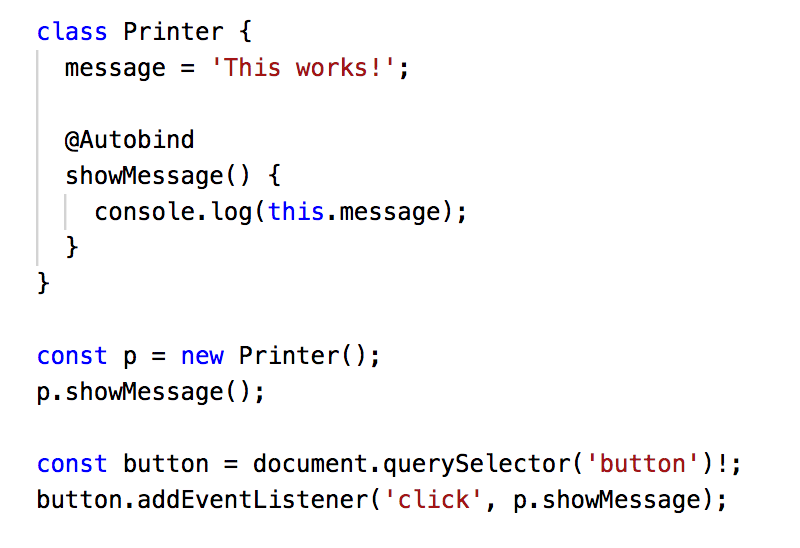 class Printer {
  message = 'This works!';

  @Autobind
  showMessage() {
    console.log(this.message);
  }
}

const p = new Printer();
p.showMessage();

const button = document.querySelector('button')!;
button.addEventListener('click', p.showMessage);